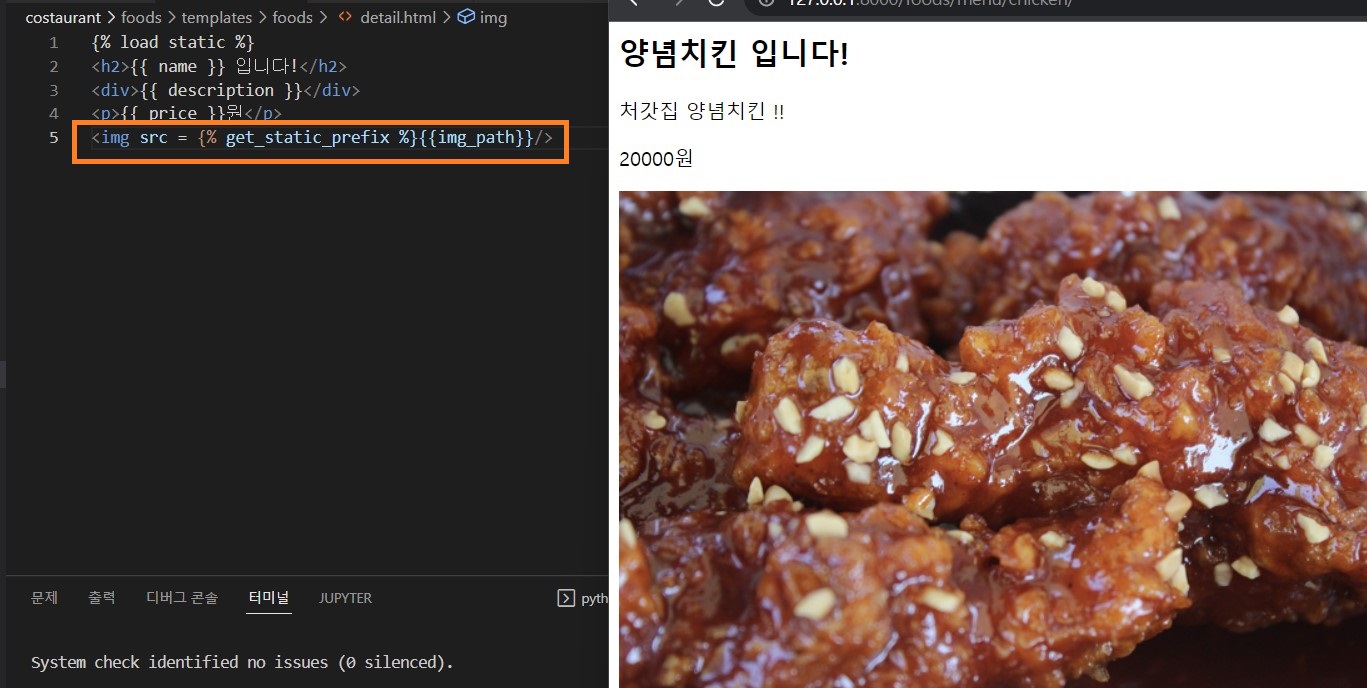 costaurant > foods > templates > foods > detail.html > img
1 {% load static %}
2 <h2>{{ name }} 입니다!</h2>
3 <div>{{ description }}</div>
4 <p>{{ price }}원</p>
5 <img src = {% get_static_prefix %}{{img_path}}/>
문제 출력 디버그 콘솔 터미널 JUPYTER pyth
System check identified no issues (0 silenced).
127.0.0.1:8000/foods/menu/chicken/
양념치킨 입니다!
처갓집 양념치킨 !!
20000원